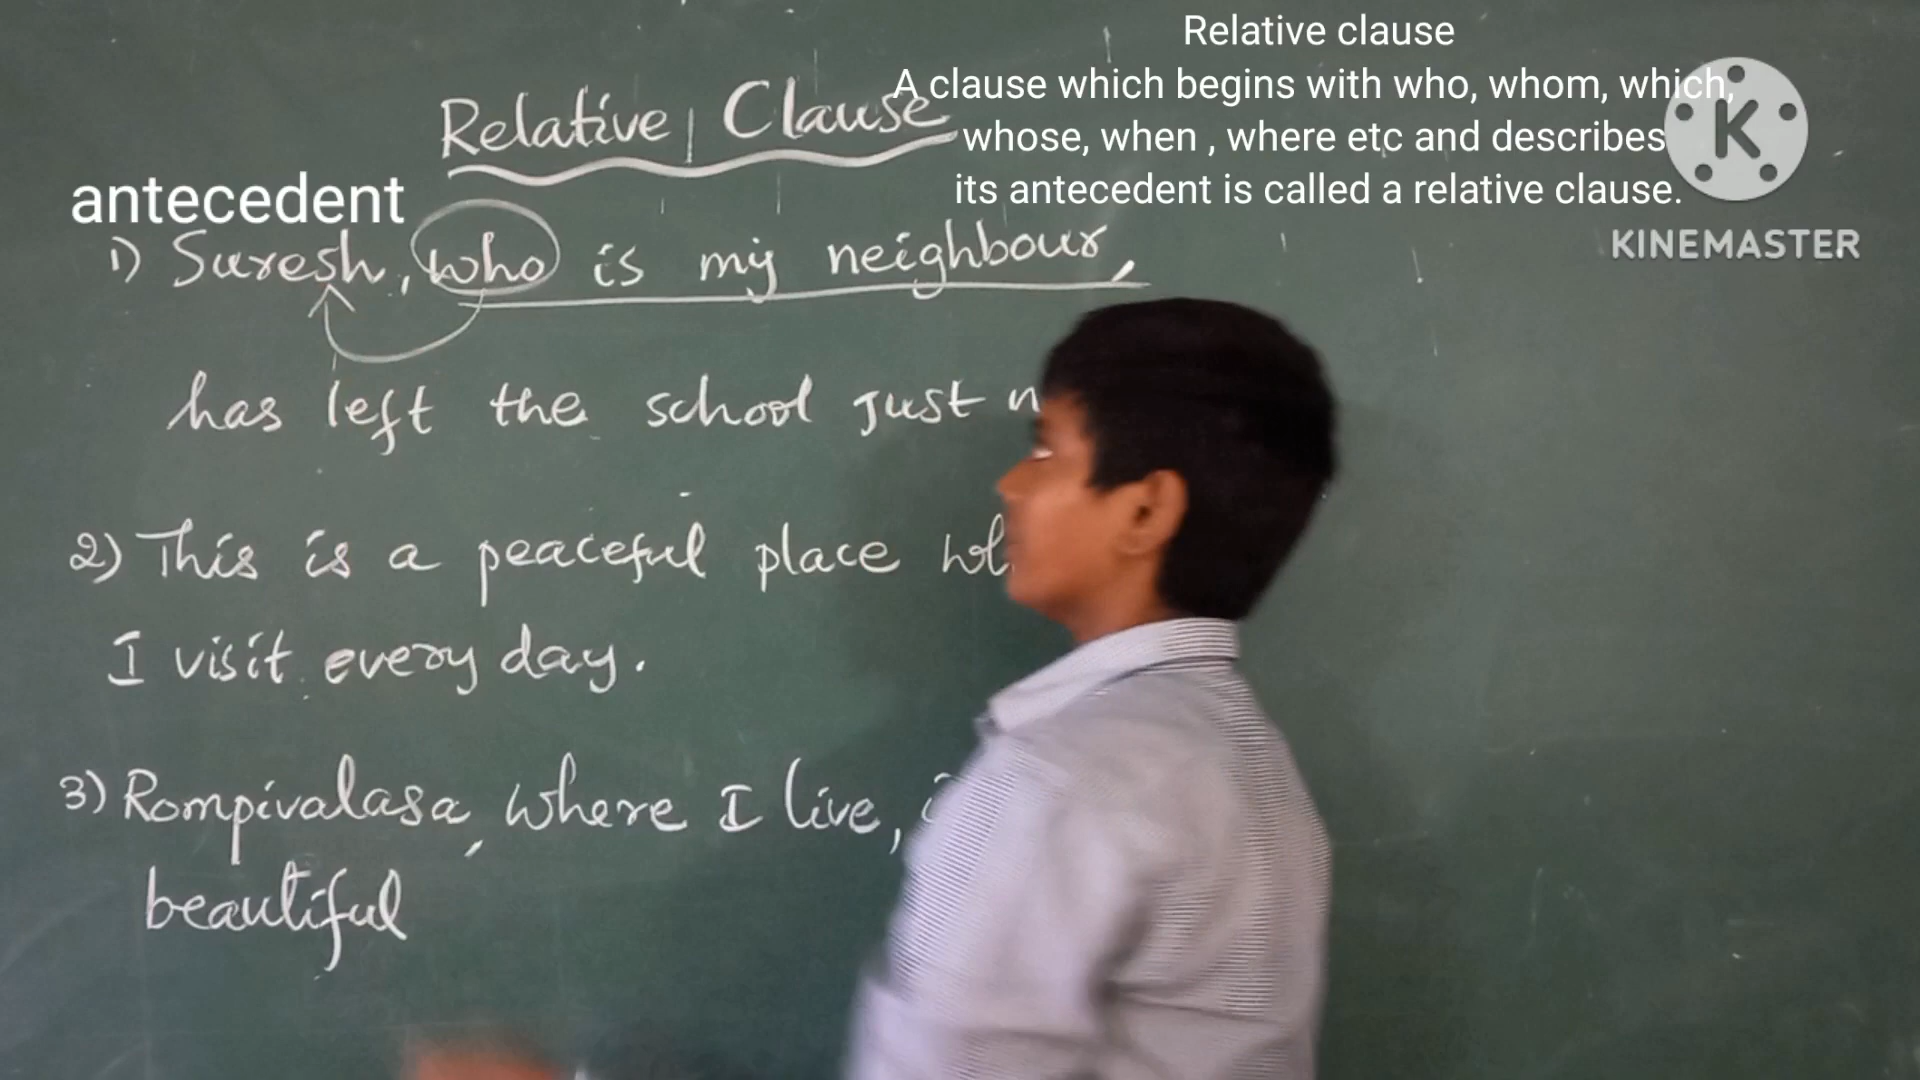 Relative clause
A clause which begins with who, whom, which,
whose, when , where etc and describes
its antecedent is called a relative clause.
KINEMASTER
Relative Clause
antecedent
1) Suresh, who is my neighbour,
has left the school just
2) This is a peaceful place
I visit every day.
3) Rompivalasa, where I live,
beautiful